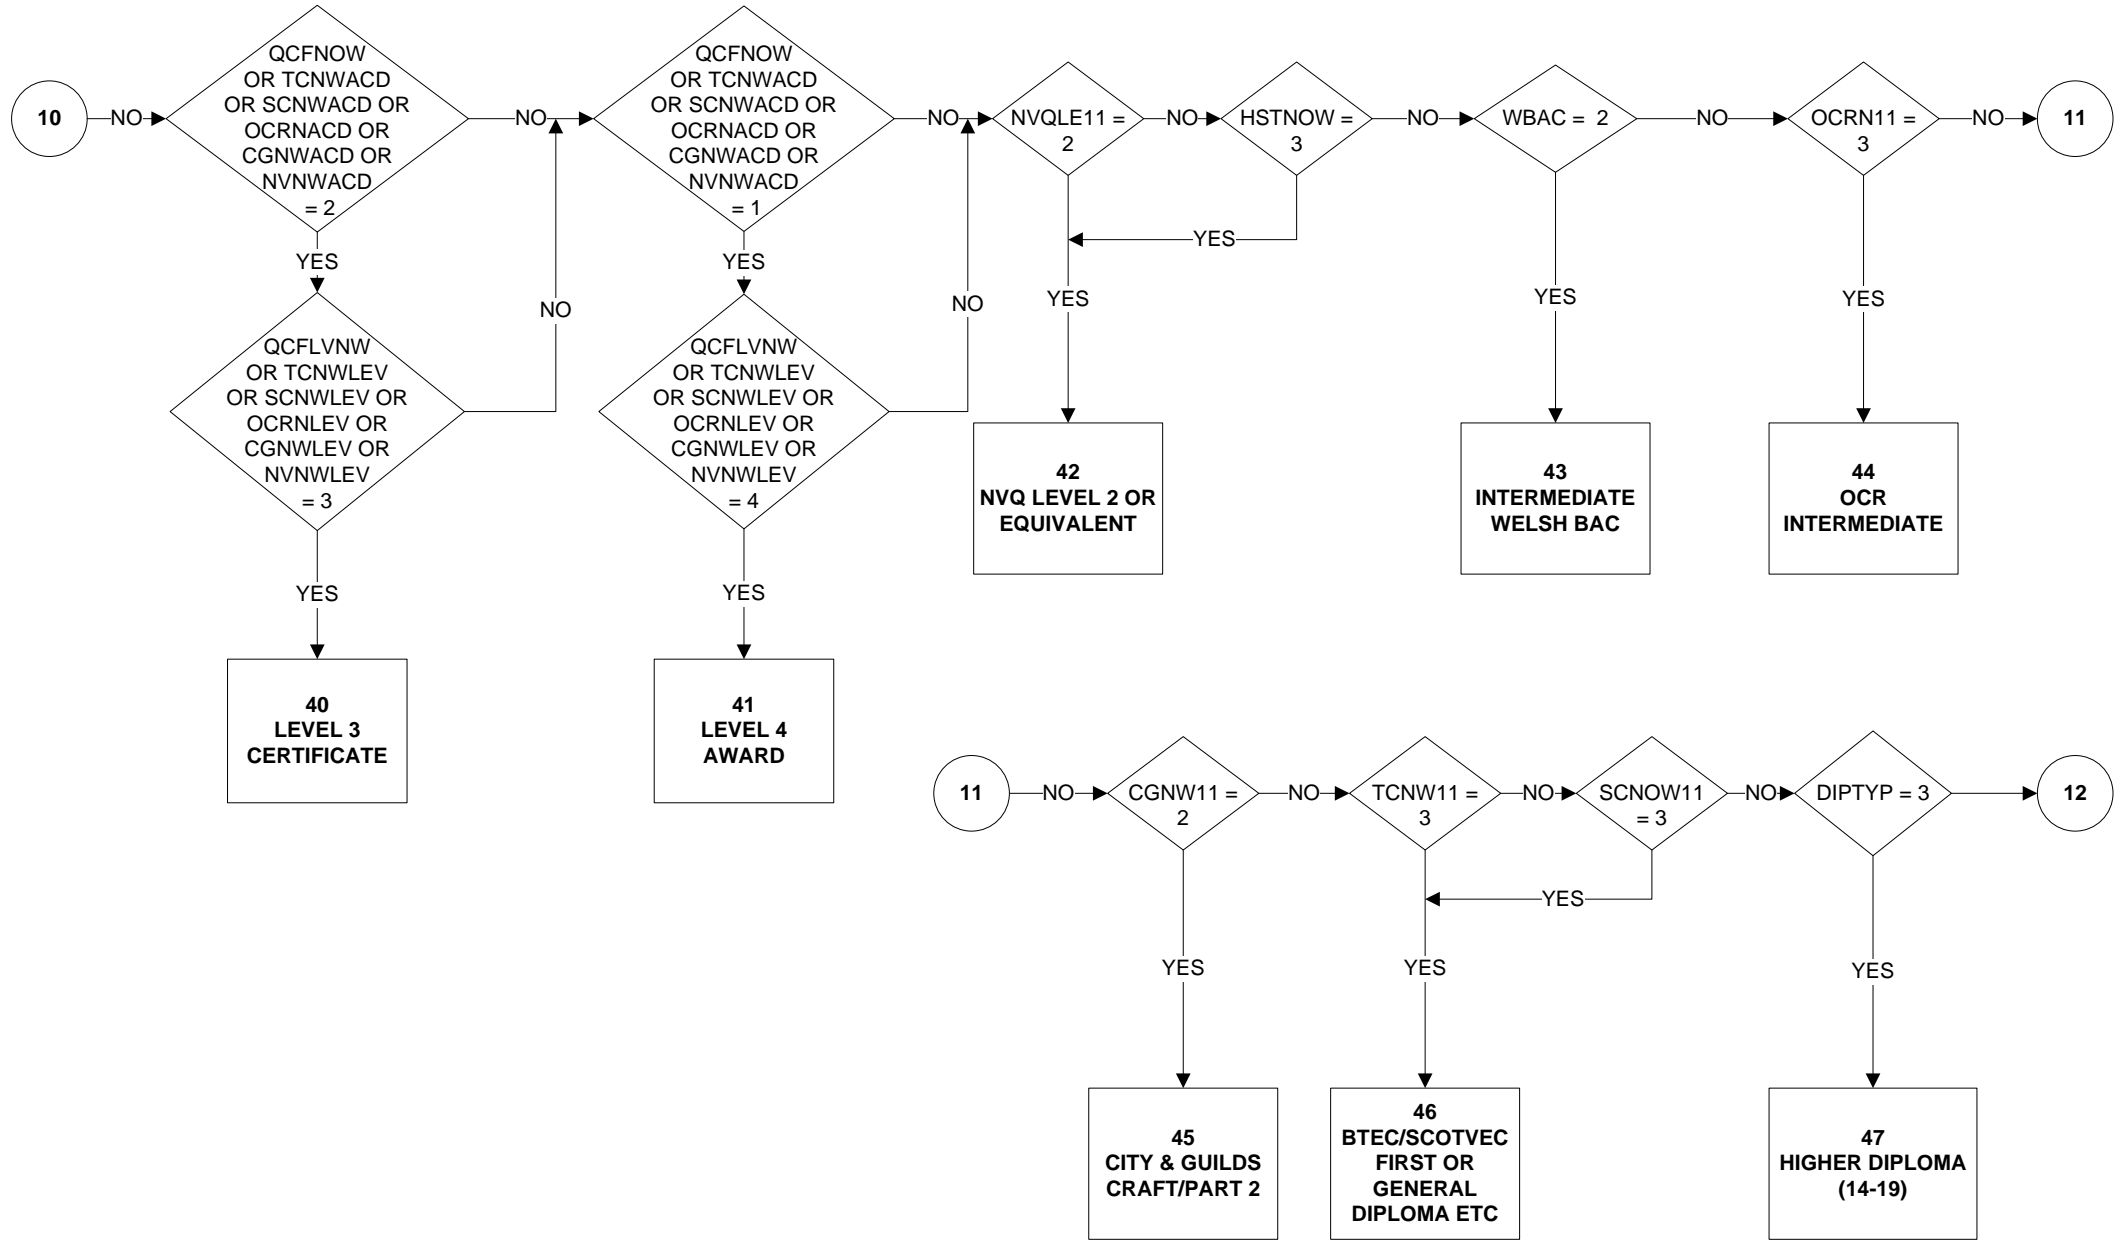 10
NO
QCFNOW
OR TCNWACD
OR SCNWACD OR
OCRNACD OR
CGNWACD OR
NVNWACD
= 2
NO
QCFNOW
OR TCNWACD
OR SCNWACD OR
OCRNACD OR
CGNWACD OR
NVNWACD
= 1
NO
NVQLE11 =
2
NO
HSTNOW =
3
NO
WBAC = 2
NO
OCRN11 =
3
NO
11
YES
YES
YES
YES
YES
YES
NO
NO
QCFLVNW
OR TCNWLEV
OR SCNWLEV OR
OCRNLEV OR
CGNWLEV OR
NVNWLEV
= 3
QCFLVNW
OR TCNWLEV
OR SCNWLEV OR
OCRNLEV OR
CGNWLEV OR
NVNWLEV
= 4
42
NVQ LEVEL 2 OR
EQUIVALENT
43
INTERMEDIATE
WELSH BAC
44
OCR
INTERMEDIATE
YES
YES
40
LEVEL 3
CERTIFICATE
41
LEVEL 4
AWARD
11
NO
CGNW11 =
2
NO
TCNW11 =
3
NO
SCNOW11
= 3
NO
DIPTYP = 3
12
YES
YES
YES
YES
45
CITY & GUILDS
CRAFT/PART 2
46
BTEC/SCOTVEC
FIRST OR
GENERAL
DIPLOMA ETC
47
HIGHER DIPLOMA
(14-19)